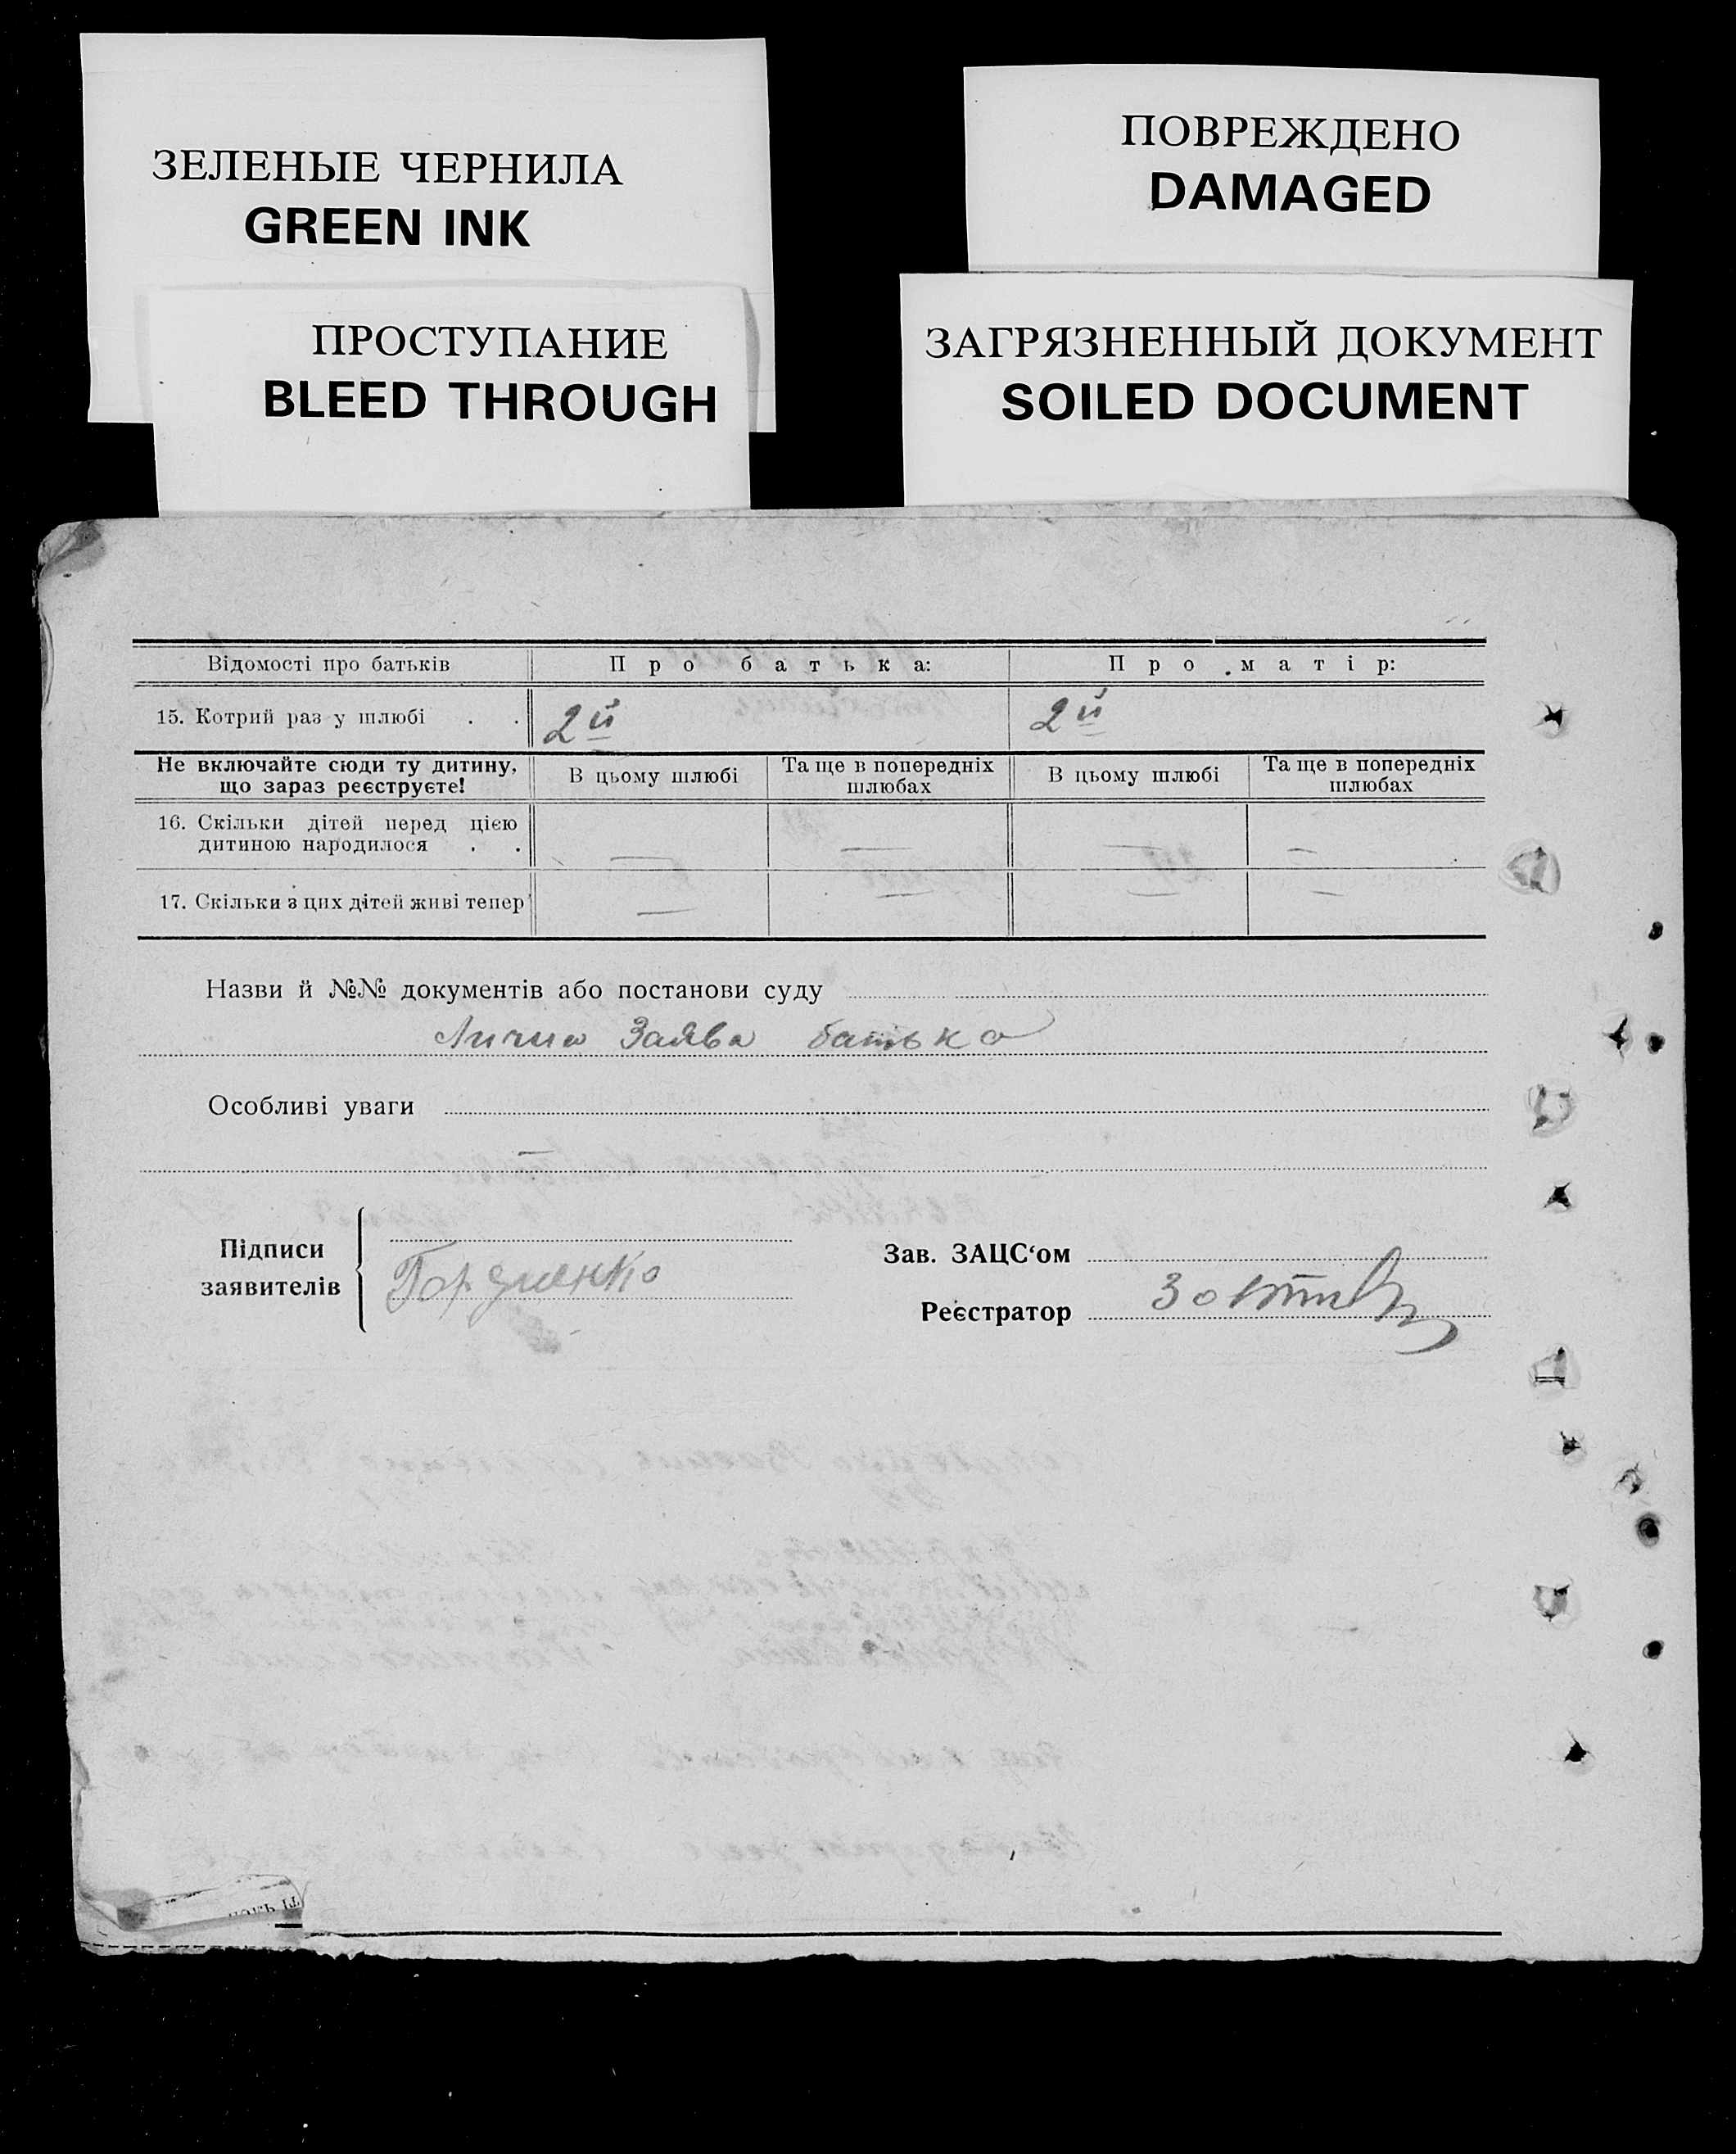 ЗЕЛЕНЫЕ ЧЕРНИЛА
GREEN INK
ПРОСТУПАНИЕ
BLEED THROUGH
ПОВРЕЖДЕНО
DAMAGED
ЗАГРЯЗНЕННЫЙ ДОКУМЕНТ
SOILED DOCUMENT
Відомості про батьків Про батька: Про матір:
15. Котрий раз у шлюбі . . 2й 2й
Не включайте сюди ту дитину, що зараз реєструєте! В цьому шлюбі Та ще в попередніх шлюбах В цьому шлюбі Та ще в попередніх шлюбах
16. Скільки дітей перед цією
дитиною народилося . . — — — —
17. Скільки з цих дітей живі тепер — — — —
Назви й №№ документів або постанови суду
Лична Заява батька
Особливі уваги
Підписи
заявителів
Зав. ЗАЦС‘ом
Реєстратор